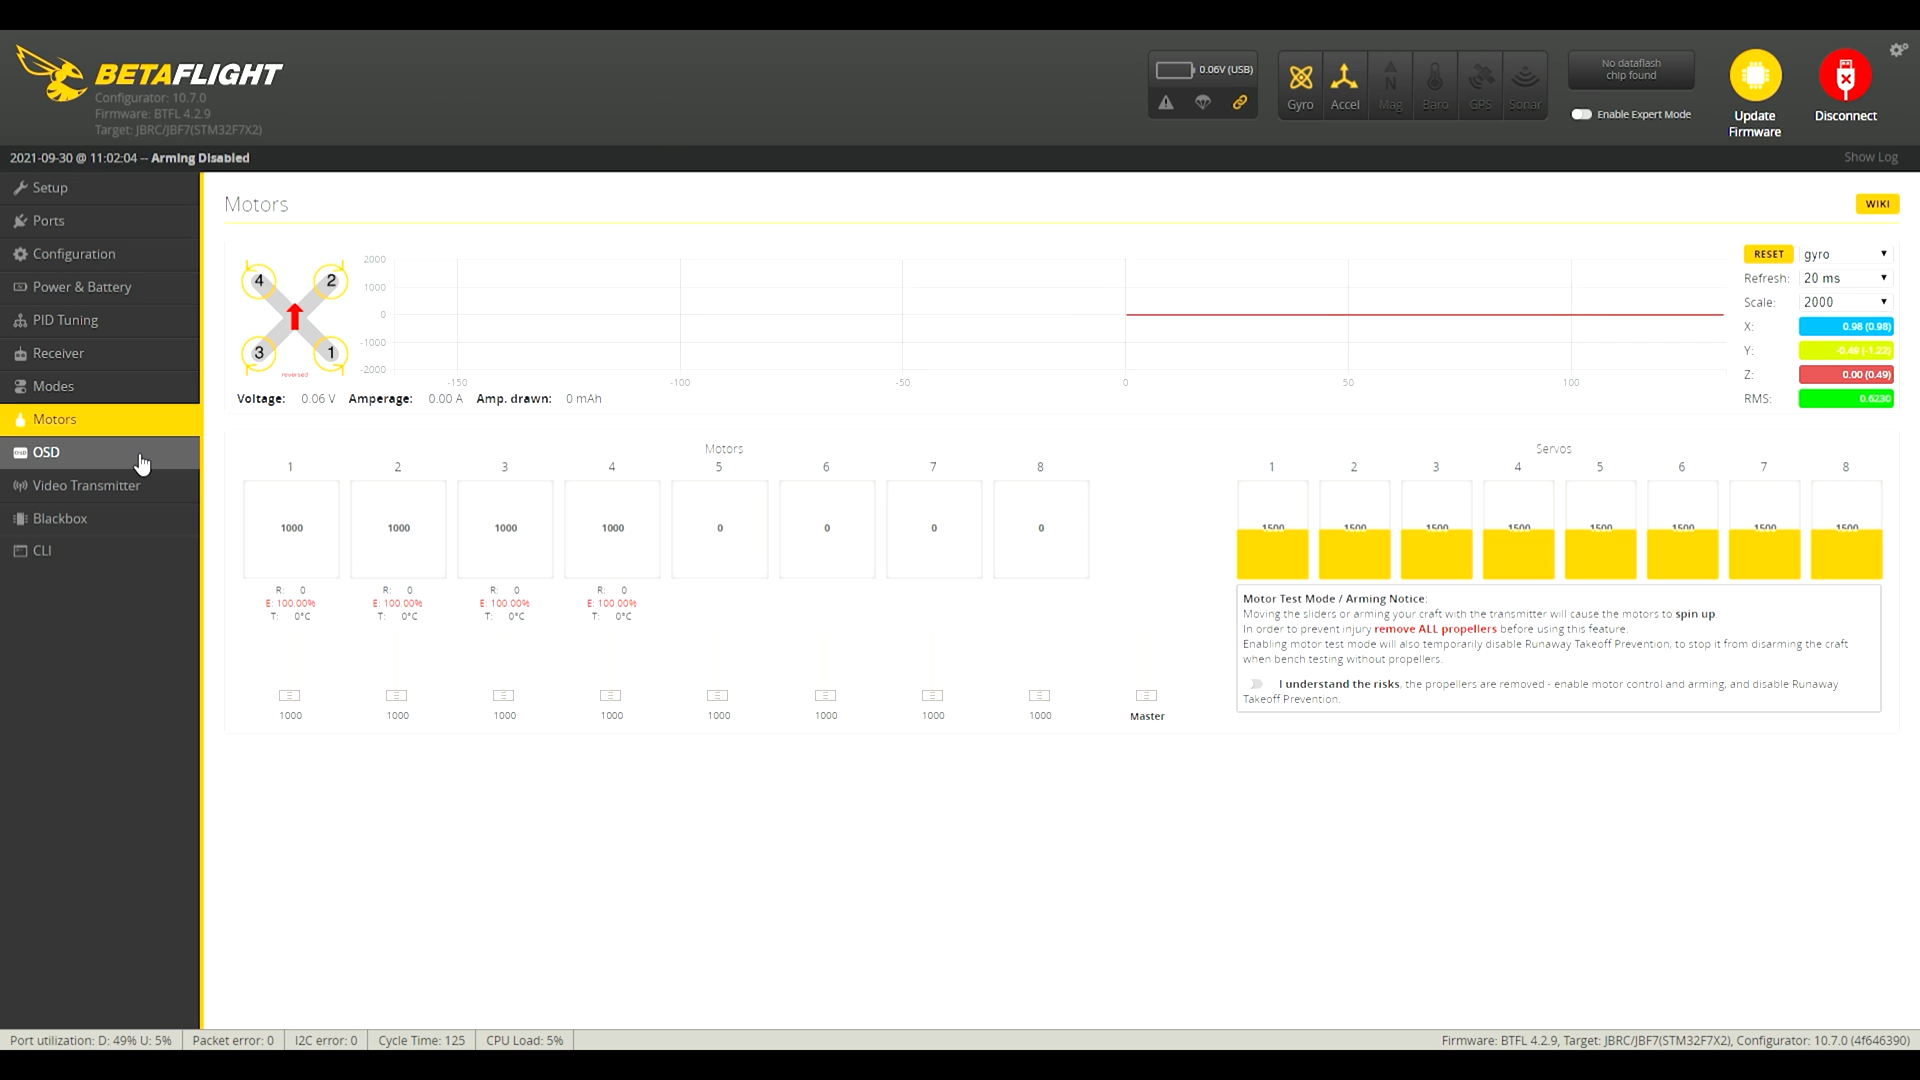 BETAFLIGHT
Configurator: 10.7.0
Firmware: BTFL 4.2.9
Target: JBRC/JBF7(STM32F7X2)
0.06V (USB)
Gyro Accel Mag Baro GPS Sonar
No dataflash
chip found
Enable Expert Mode
Update
Firmware
Disconnect
2021-09-30 @ 11:02:04 -- Arming Disabled
Show Log
Setup
Ports
Configuration
Power & Battery
PID Tuning
Receiver
Modes
Motors
OSD
Video Transmitter
Blackbox
CLI
Motors
WIKI
4 2
3 1
reversed
2000
1000
0
-1000
-2000
-150 -100 -50 0 50 100
RESET gyro
Refresh: 20 ms
Scale: 2000
X: 0.98 (0.98)
Y: -0.49 (-1.22)
Z: 0.00 (0.49)
RMS: 0.6230
Voltage: 0.06 V Amperage: 0.00 A Amp. drawn: 0 mAh
Motors
1 2 3 4 5 6 7 8
1000 1000 1000 1000 0 0 0 0
R: 0 R: 0 R: 0 R: 0
E: 100.00% E: 100.00% E: 100.00% E: 100.00%
T: 0°C T: 0°C T: 0°C T: 0°C
1000 1000 1000 1000 1000 1000 1000 1000 Master
Servos
1 2 3 4 5 6 7 8
1500 1500 1500 1500 1500 1500 1500 1500
Motor Test Mode / Arming Notice:
Moving the sliders or arming your craft with the transmitter will cause the motors to spin up.
In order to prevent injury remove ALL propellers before using this feature.
Enabling motor test mode will also temporarily disable Runaway Takeoff Prevention, to stop it from disarming the craft
when bench testing without propellers.
I understand the risks, the propellers are removed - enable motor control and arming, and disable Runaway
Takeoff Prevention.
Port utilization: D: 49% U: 5% Packet error: 0 I2C error: 0 Cycle Time: 125 CPU Load: 5%
Firmware: BTFL 4.2.9, Target: JBRC/JBF7(STM32F7X2), Configurator: 10.7.0 (4f646390)